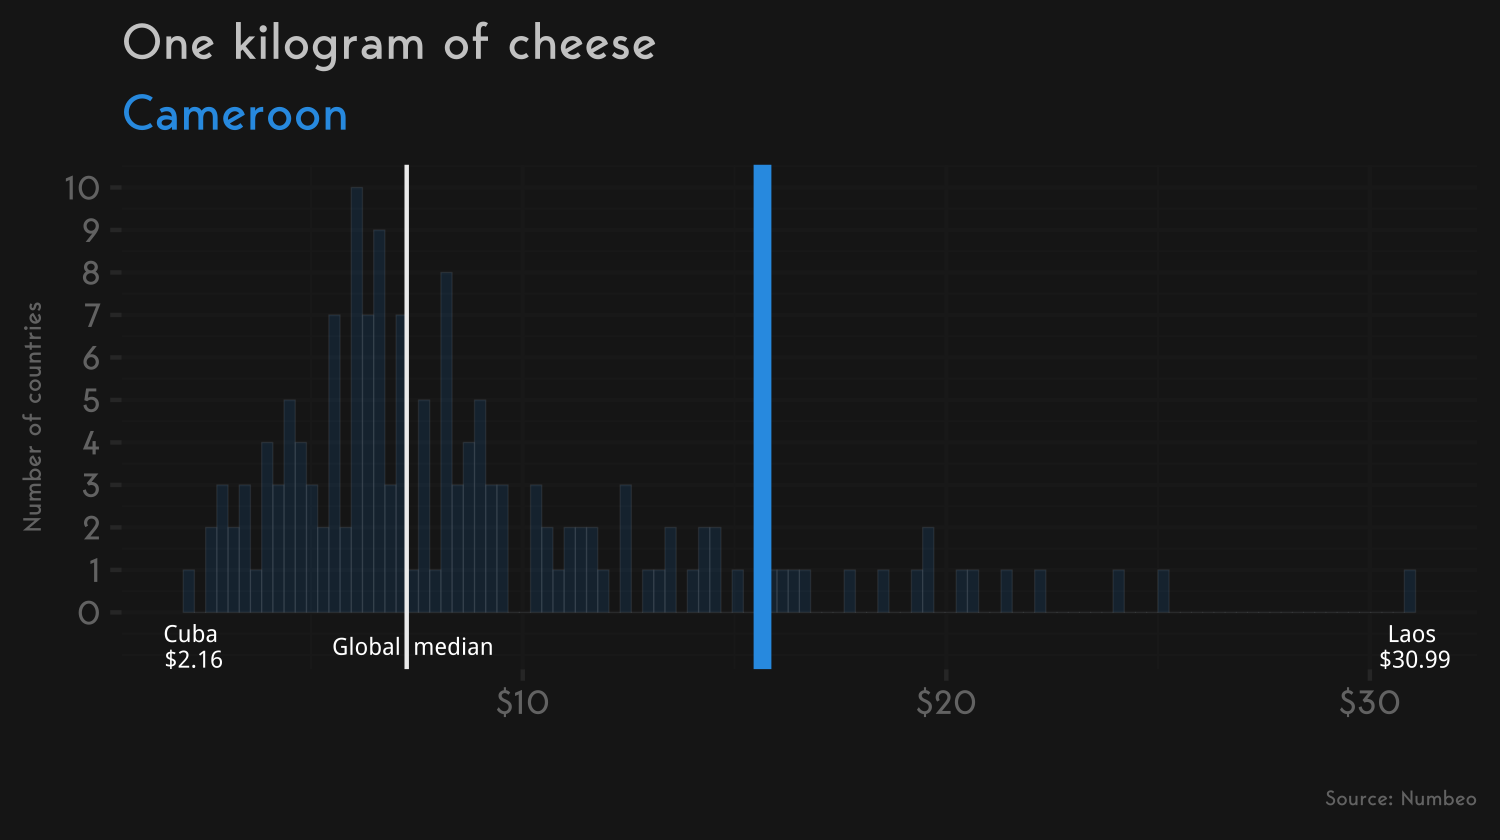 One kilogram of cheese
Cameroon
Number of countries
10
9
8
7
6
5
4
3
2
1
0
Cuba
$2.16
Global median
Laos
$30.99
$10
$20
$30
Source: Numbeo